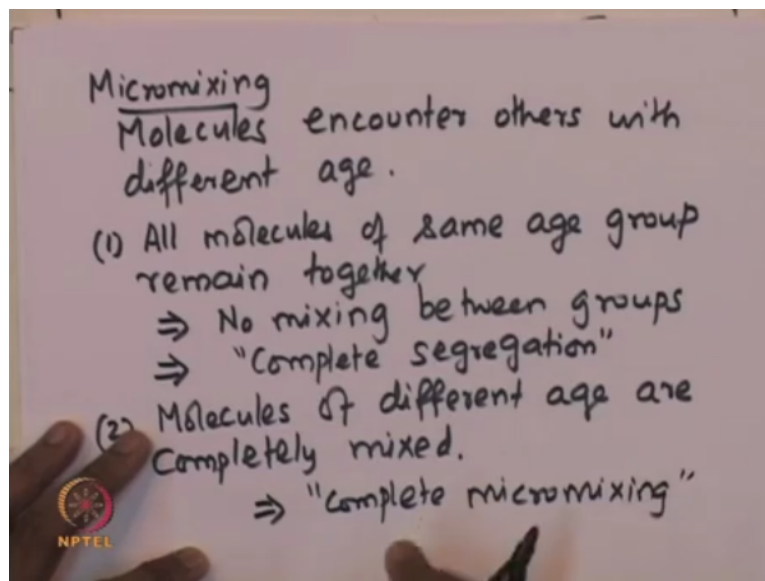 Micromixing
Molecules encounter others with
different age.
(1) All molecules of same age group
remain together
⇒ No mixing between groups
⇒ "Complete segregation"
(2) Molecules of different age are
completely mixed.
⇒ "complete micromixing"
NPTEL